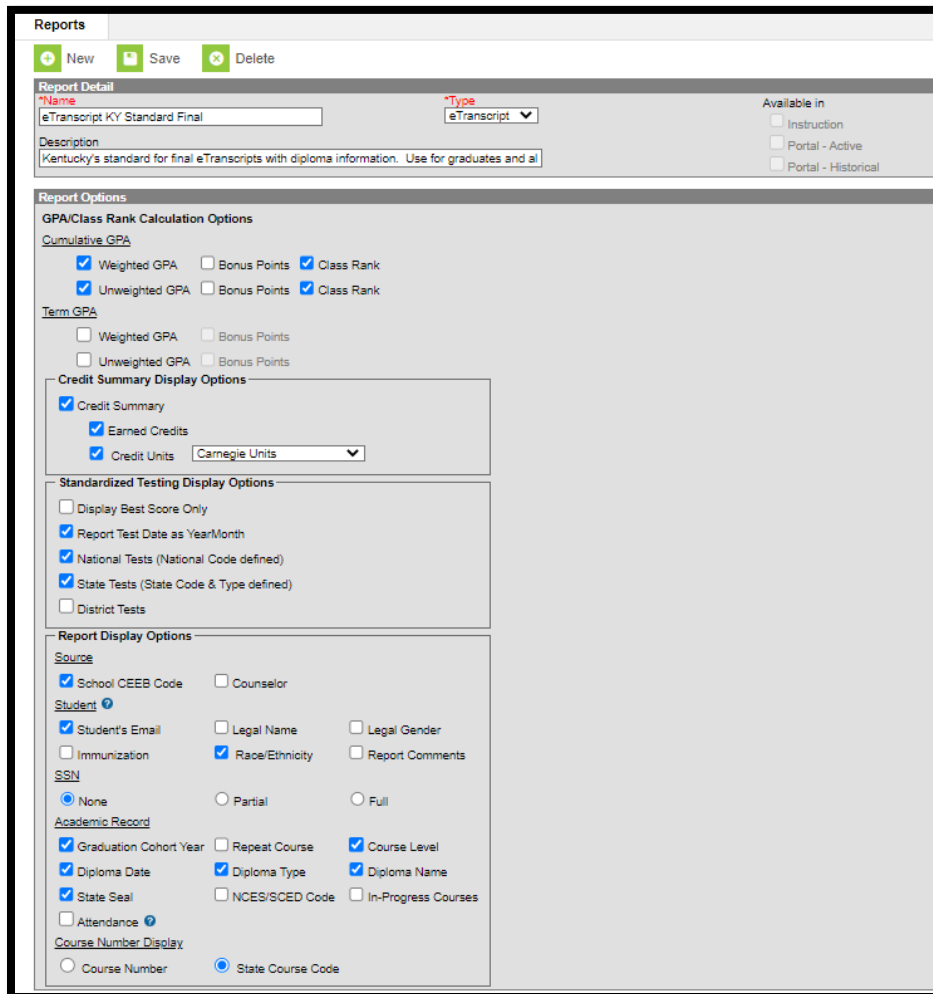 Reports
New Save Delete
Report Detail
*Name *Type Available in
eTranscript KY Standard Final eTranscript Instruction
Description Portal - Active
Kentucky's standard for final eTranscripts with diploma information. Use for graduates and al Portal - Historical
Report Options
GPA/Class Rank Calculation Options
Cumulative GPA
Weighted GPA Bonus Points Class Rank
Unweighted GPA Bonus Points Class Rank
Term GPA
Weighted GPA Bonus Points
Unweighted GPA Bonus Points
Credit Summary Display Options
Credit Summary
Earned Credits
Credit Units Carnegie Units
Standardized Testing Display Options
Display Best Score Only
Report Test Date as YearMonth
National Tests (National Code defined)
State Tests (State Code & Type defined)
District Tests
Report Display Options
Source
School CEEB Code Counselor
Student
Student's Email Legal Name Legal Gender
Immunization Race/Ethnicity Report Comments
SSN
None Partial Full
Academic Record
Graduation Cohort Year Repeat Course Course Level
Diploma Date Diploma Type Diploma Name
State Seal NCES/SCED Code In-Progress Courses
Attendance
Course Number Display
Course Number State Course Code